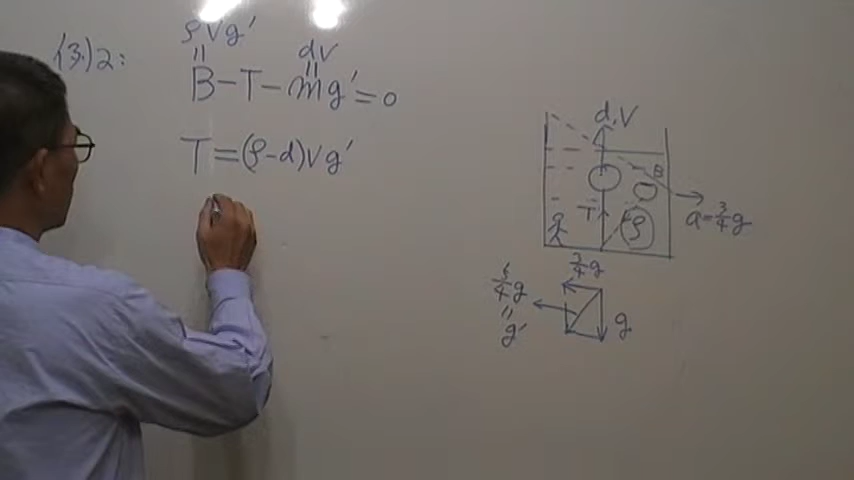 (3.)2:
ρVg′
dV
B-T-mg′=0
T=(ρ-d)Vg′
d,V
B
T
ρ
a=3/4g
3/4g
5/4g
g′
g